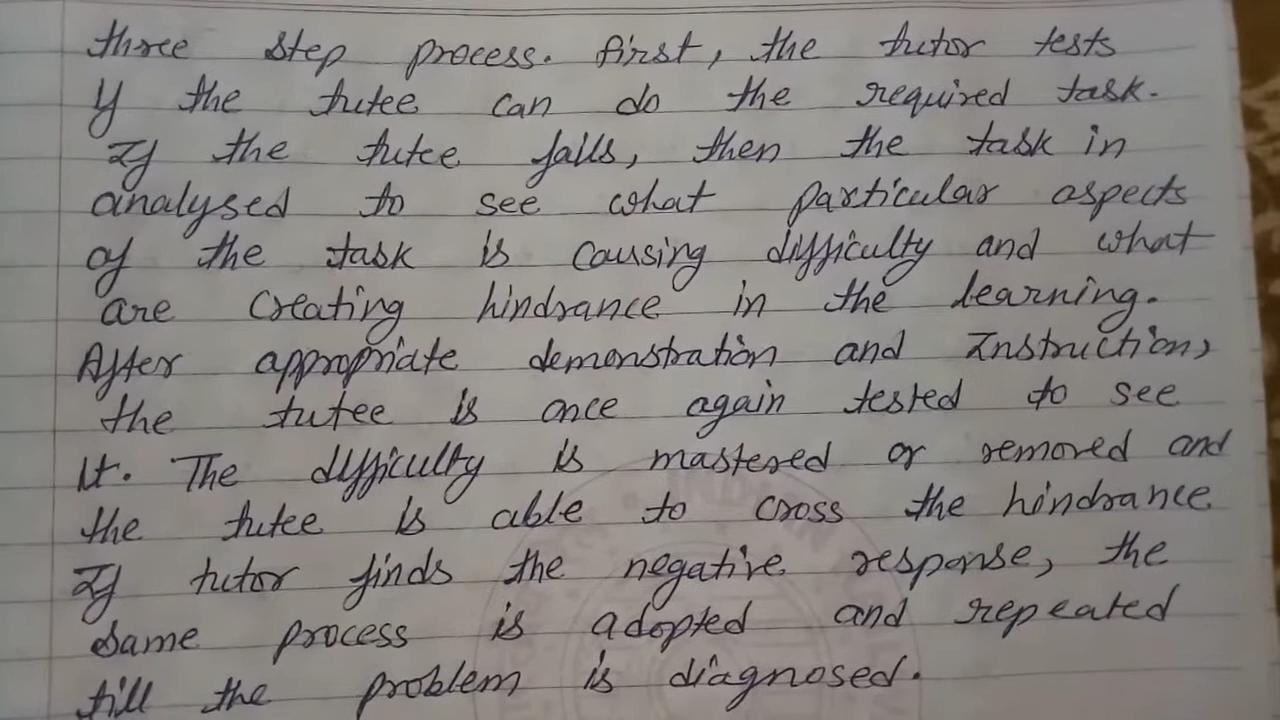 three step process. first, the tutor tests
If the tutee can do the required task.
If the tutee fails, then the task in
analysed to see what particular aspects
of the task is causing difficulty and what
are creating hindrance in the learning.
After appropriate demonstration and Instruction,
the tutee is once again tested to see
It. The difficulty is mastered or removed and
the tutee is able to cross the hindrance
If tutor finds the negative response, the
same process is adopted and repeated
till the problem is diagnosed.